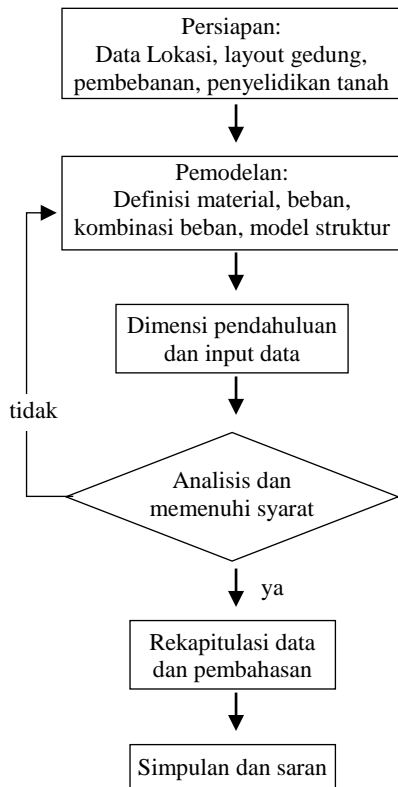 Persiapan:
Data Lokasi, layout gedung,
pembebanan, penyelidikan tanah
Pemodelan:
Definisi material, beban,
kombinasi beban, model struktur
Dimensi pendahuluan
dan input data
tidak
Analisis dan
memenuhi syarat
ya
Rekapitulasi data
dan pembahasan
Simpulan dan saran